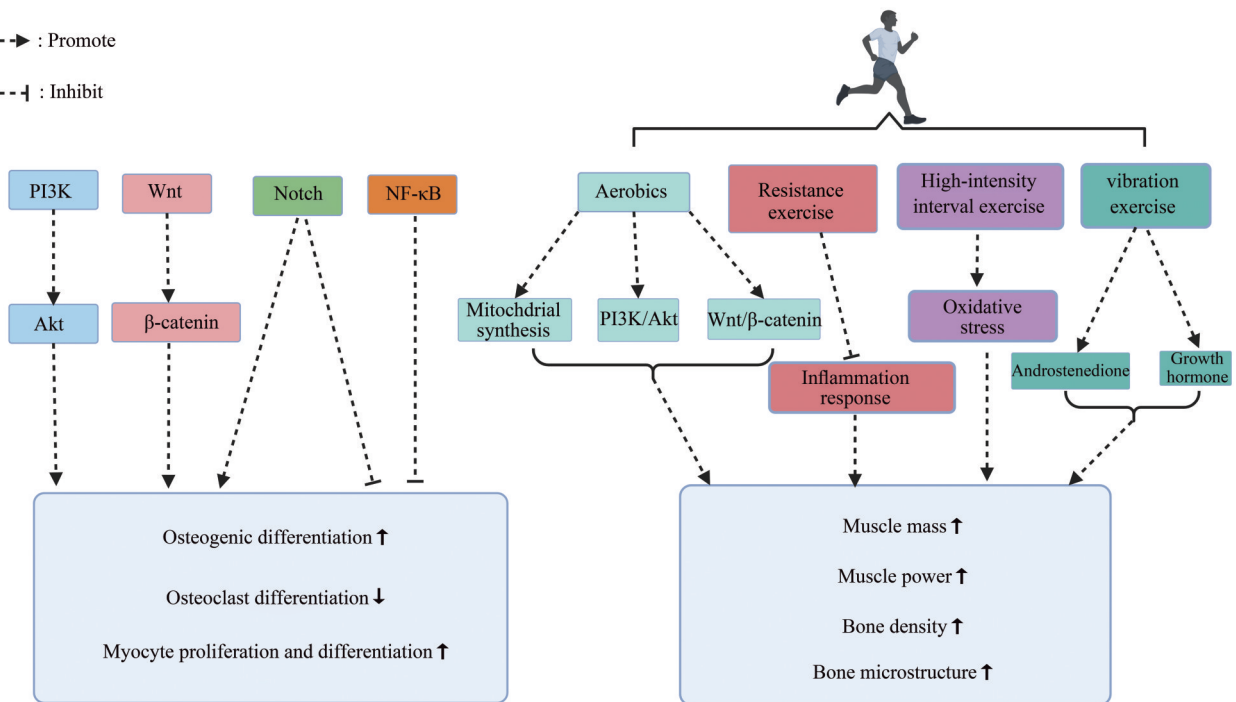 : Promote
: Inhibit
PI3K
Wnt
Notch
NF-κB
Akt
β-catenin
Osteogenic differentiation ↑
Osteoclast differentiation ↓
Myocyte proliferation and differentiation ↑
Aerobics
Resistance
exercise
High-intensity
interval exercise
vibration
exercise
Mitochdrial
synthesis
PI3K/Akt
Wnt/β-catenin
Inflammation
response
Oxidative
stress
Androstenedione
Growth
hormone
Muscle mass ↑
Muscle power ↑
Bone density ↑
Bone microstructure ↑